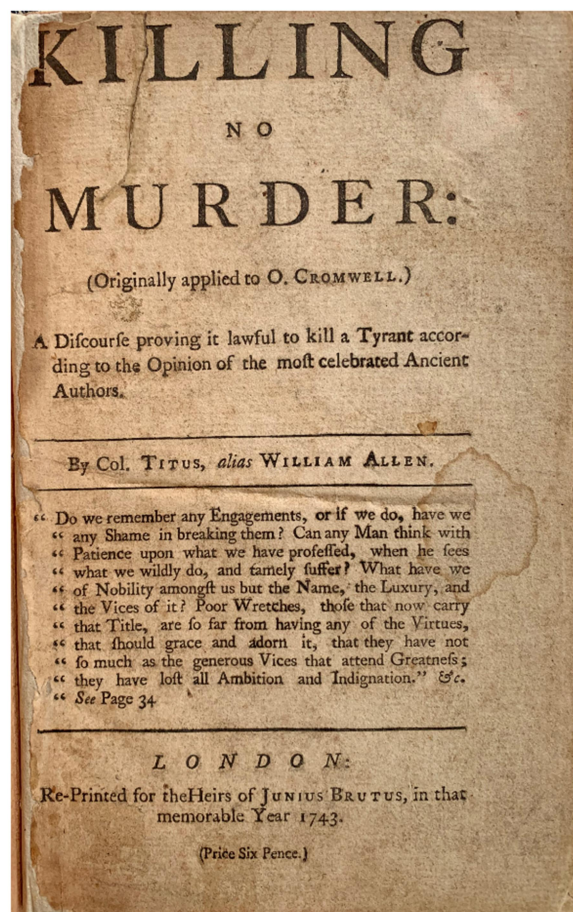 KILLING
NO
MURDER:
(Originally applied to O. CROMWELL.)
A Diſcourſe proving it lawful to kill a Tyrant accor-
ding to the Opinion of the moſt celebrated Ancient
Authors.
By Col. TITUS, alias WILLIAM ALLEN.
“ Do we remember any Engagements, or if we do, have we
“ any Shame in breaking them? Can any Man think with
“ Patience upon what we have profeſſed, when he ſees
“ what we wildly do, and tamely ſuffer? What have we
“ of Nobility amongſt us but the Name, the Luxury, and
“ the Vices of it? Poor Wretches, thoſe that now carry
“ that Title, are ſo far from having any of the Virtues,
“ that ſhould grace and adorn it, that they have not
“ ſo much as the generous Vices that attend Greatneſs;
“ they have loſt all Ambition and Indignation.” &c.
“ See Page 34
LONDON:
Re-Printed for theHeirs of JUNIUS BRUTUS, in that
memorable Year 1743.
(Price Six Pence.)